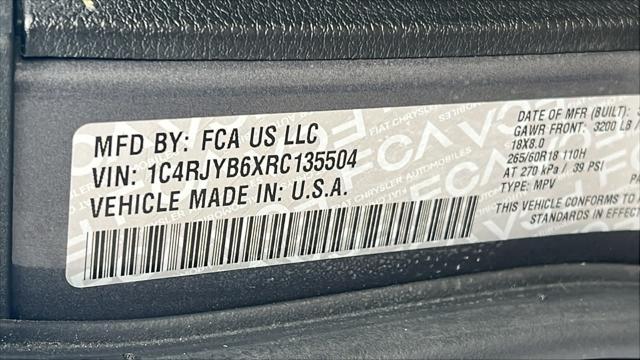 MFD BY: FCA US LLC
VIN: 1C4RJYB6XRC135504
VEHICLE MADE IN: U.S.A.
DATE OF MFR (BUILT):
GAWR FRONT: 3200 LB /
18X8.0
265/60R18 110H
AT 270 kPa / 39 PSI
TYPE: MPV
THIS VEHICLE CONFORMS TO
STANDARDS IN EFFECT